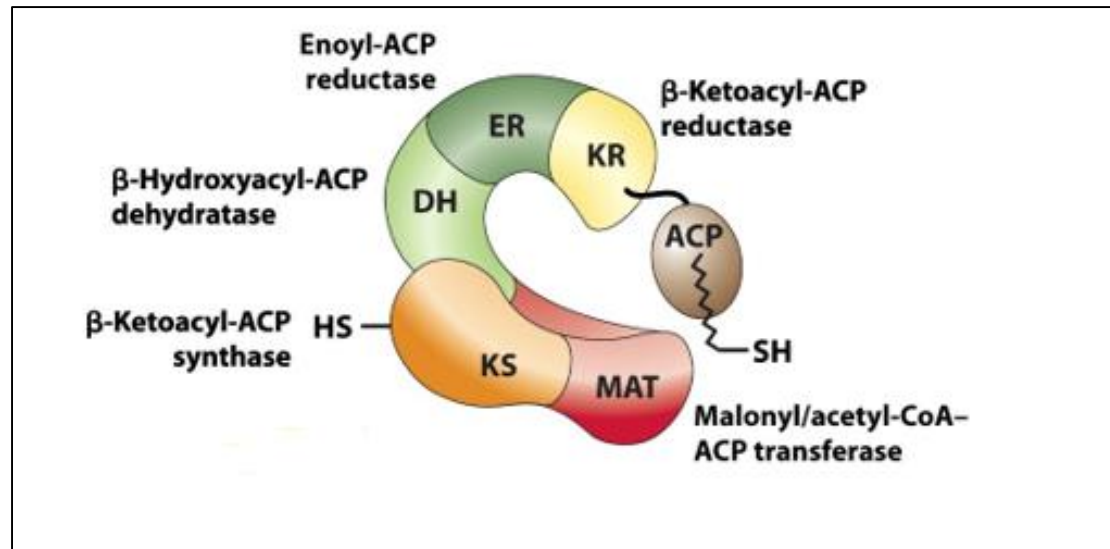 Enoyl-ACP
reductase
β-Ketoacyl-ACP
reductase
ER
KR
β-Hydroxyacyl-ACP
dehydratase
DH
ACP
β-Ketoacyl-ACP
synthase
HS
SH
KS
MAT
Malonyl/acetyl-CoA–
ACP transferase